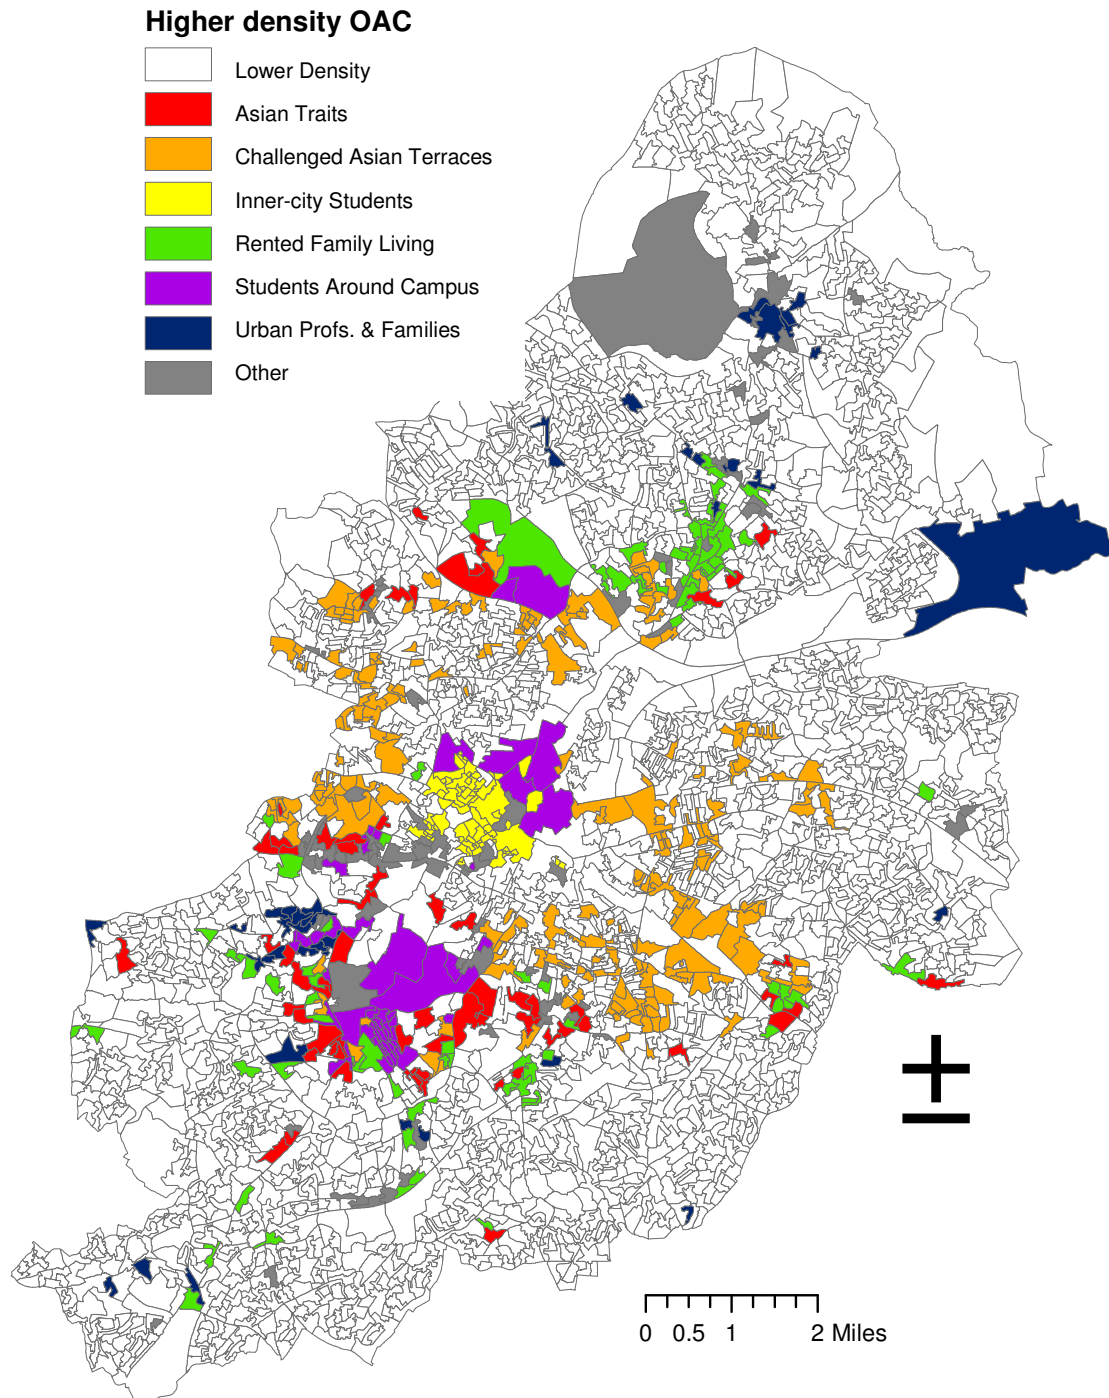 Higher density OAC
Lower Density
Asian Traits
Challenged Asian Terraces
Inner-city Students
Rented Family Living
Students Around Campus
Urban Profs. & Families
Other
0 0.5 1 2 Miles